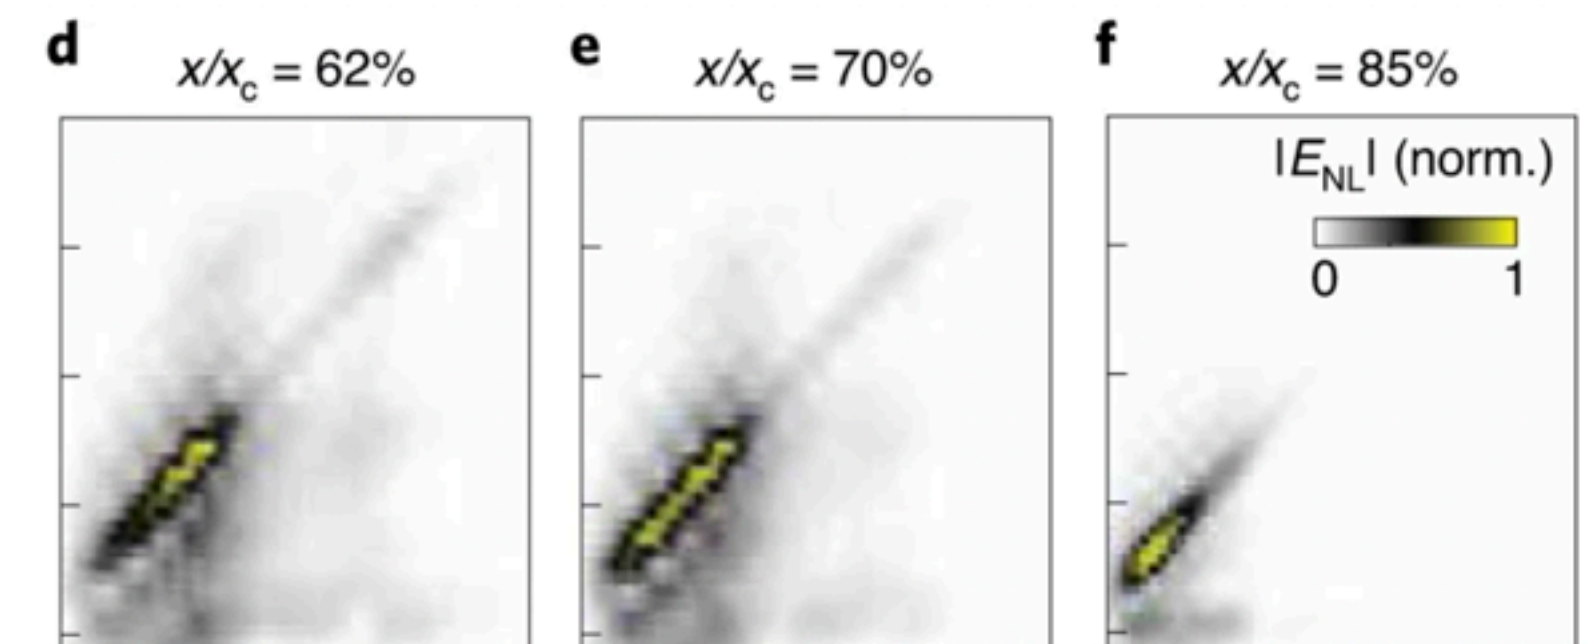 d
x/xc = 62%
e
x/xc = 70%
f
x/xc = 85%
|ENL| (norm.)
0 1